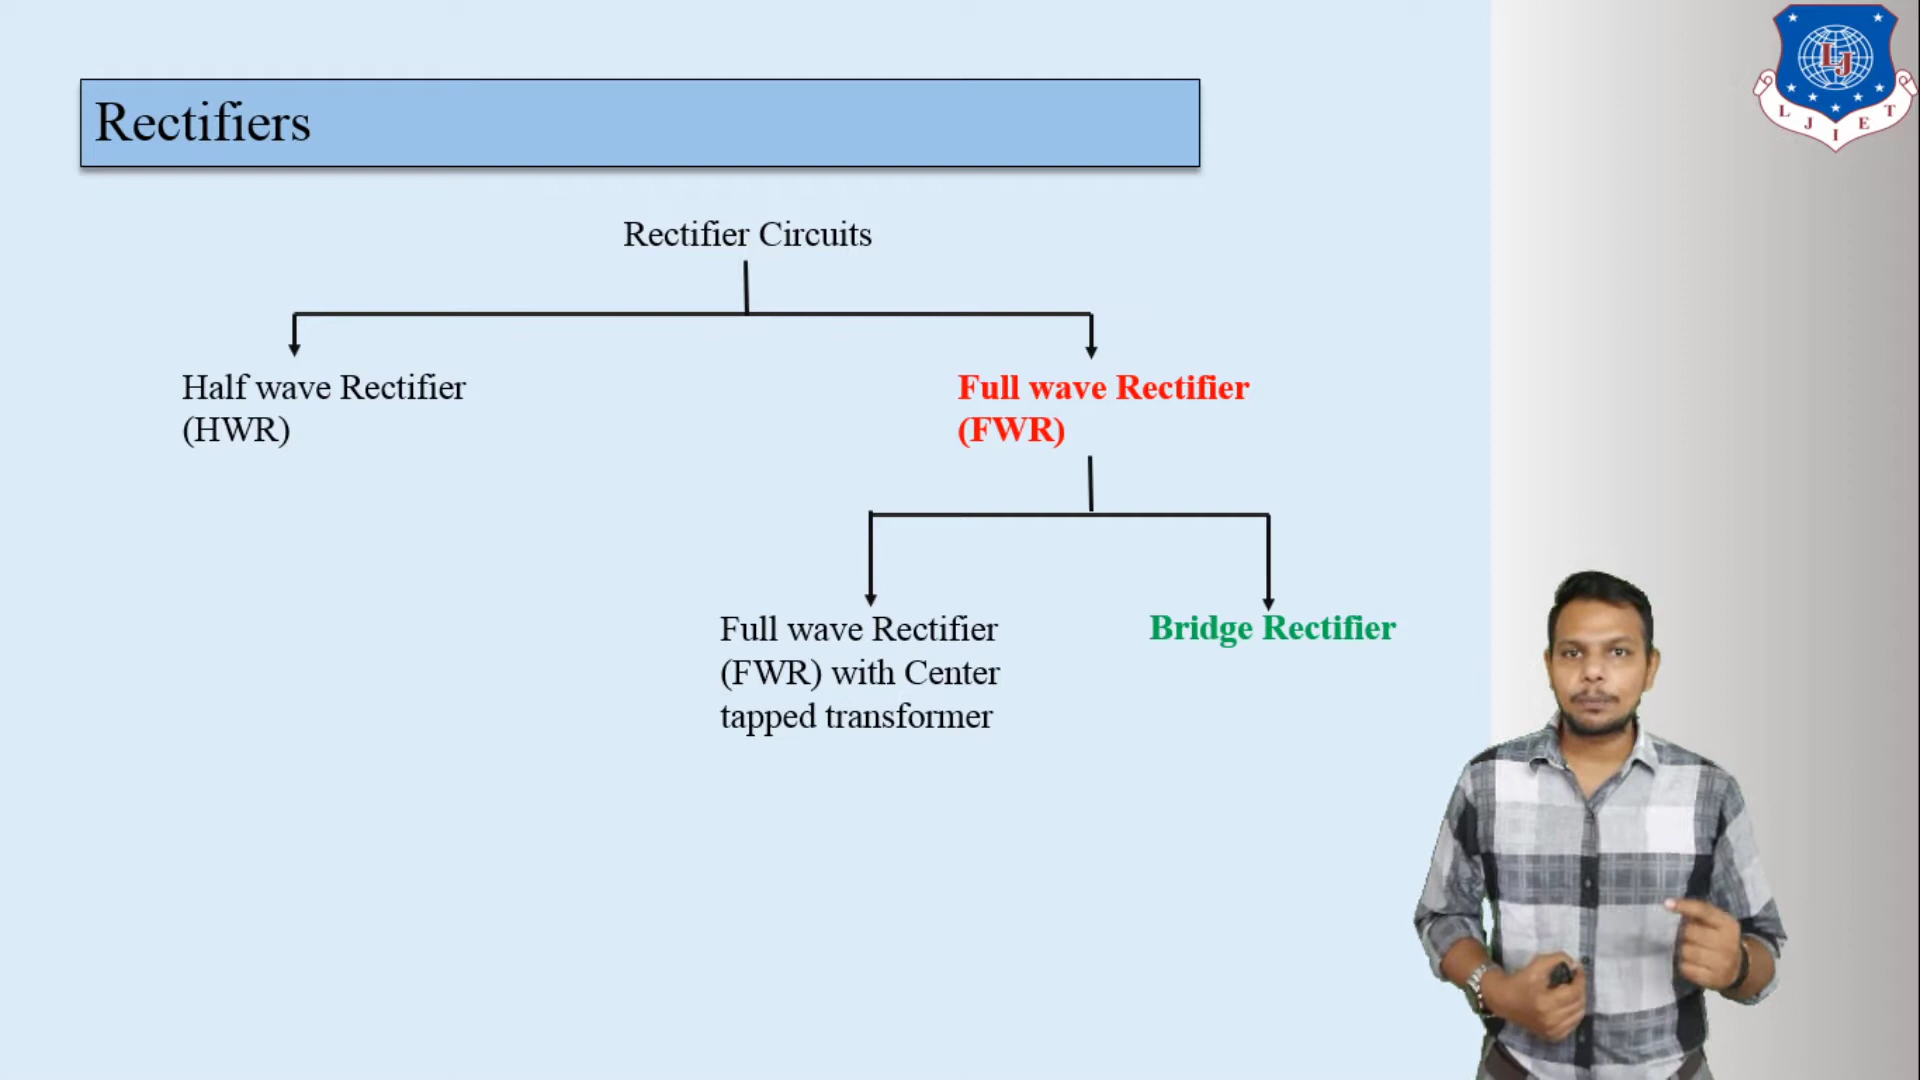 Rectifiers
Rectifier Circuits
Half wave Rectifier
(HWR)
Full wave Rectifier
(FWR)
Full wave Rectifier
(FWR) with Center
tapped transformer
Bridge Rectifier
LJ
L J I E T